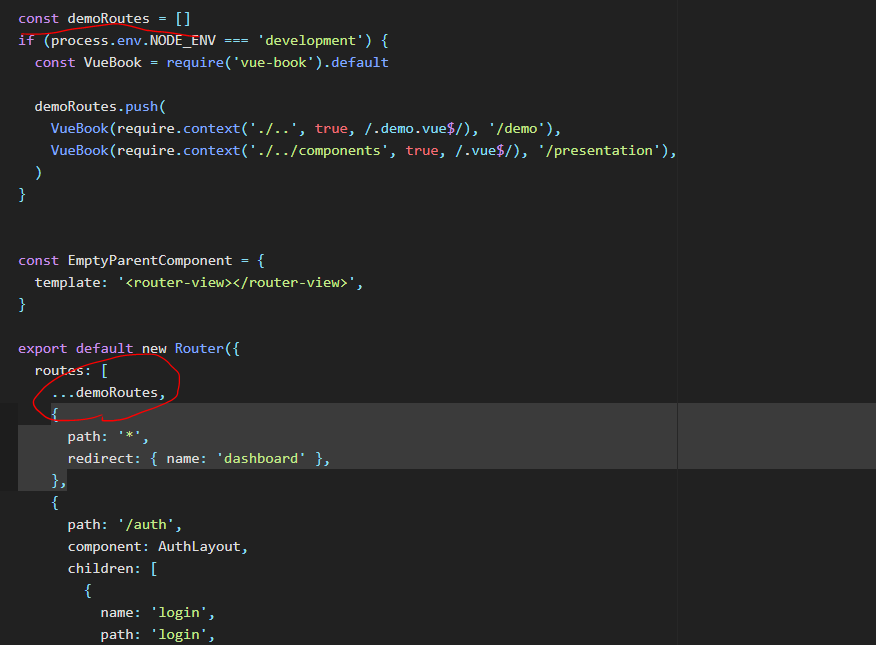 const demoRoutes = []
if (process.env.NODE_ENV === 'development') {
  const VueBook = require('vue-book').default

  demoRoutes.push(
    VueBook(require.context('./..', true, /.demo.vue$/), '/demo'),
    VueBook(require.context('./../components', true, /.vue$/), '/presentation'),
  )
}

const EmptyParentComponent = {
  template: '<router-view></router-view>',
}

export default new Router({
  routes: [
    ...demoRoutes,
    {
      path: '*',
      redirect: { name: 'dashboard' },
    },
    {
      path: '/auth',
      component: AuthLayout,
      children: [
        {
          name: 'login',
          path: 'login',